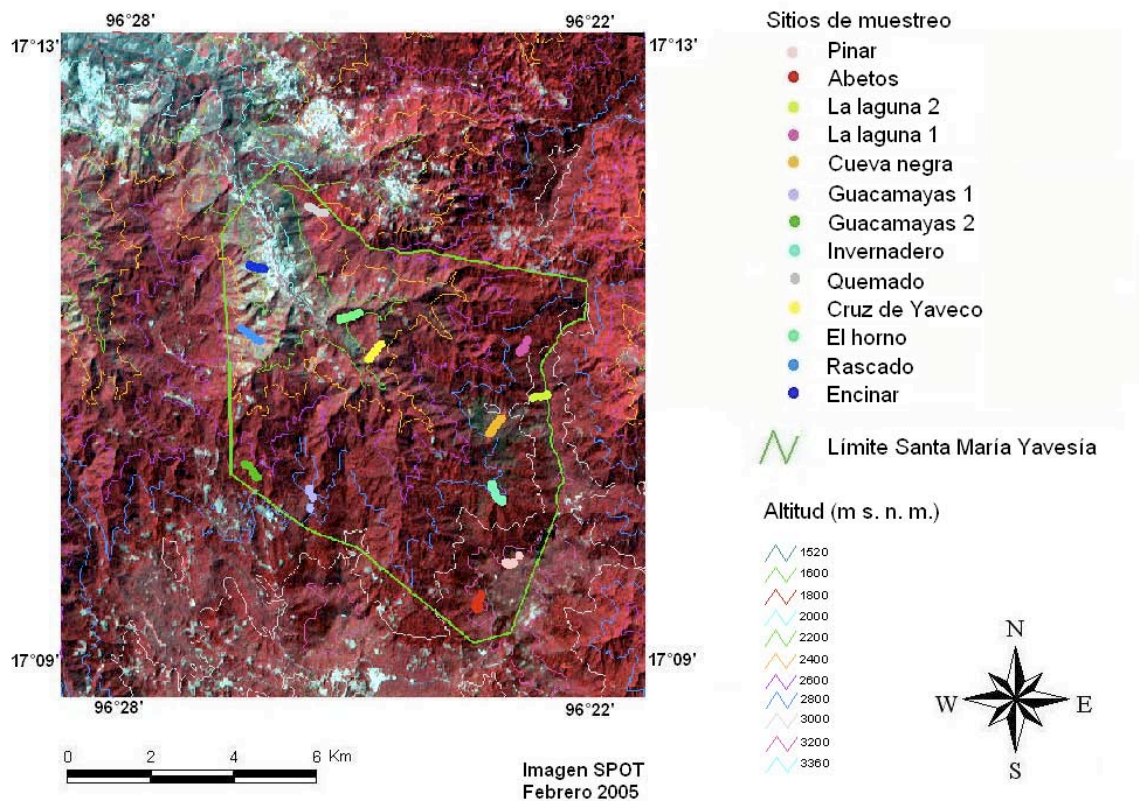 96°28'
96°22'
17°13'
17°13'
17°09'
17°09'
96°28'
96°22'
0 2 4 6 Km
Imagen SPOT
Febrero 2005
Sitios de muestreo
Pinar
Abetos
La laguna 2
La laguna 1
Cueva negra
Guacamayas 1
Guacamayas 2
Invernadero
Quemado
Cruz de Yaveco
El horno
Rascado
Encinar
Límite Santa María Yavesía
Altitud (m s. n. m.)
1520
1600
1800
2000
2200
2400
2600
2800
3000
3200
3360
N
W E
S